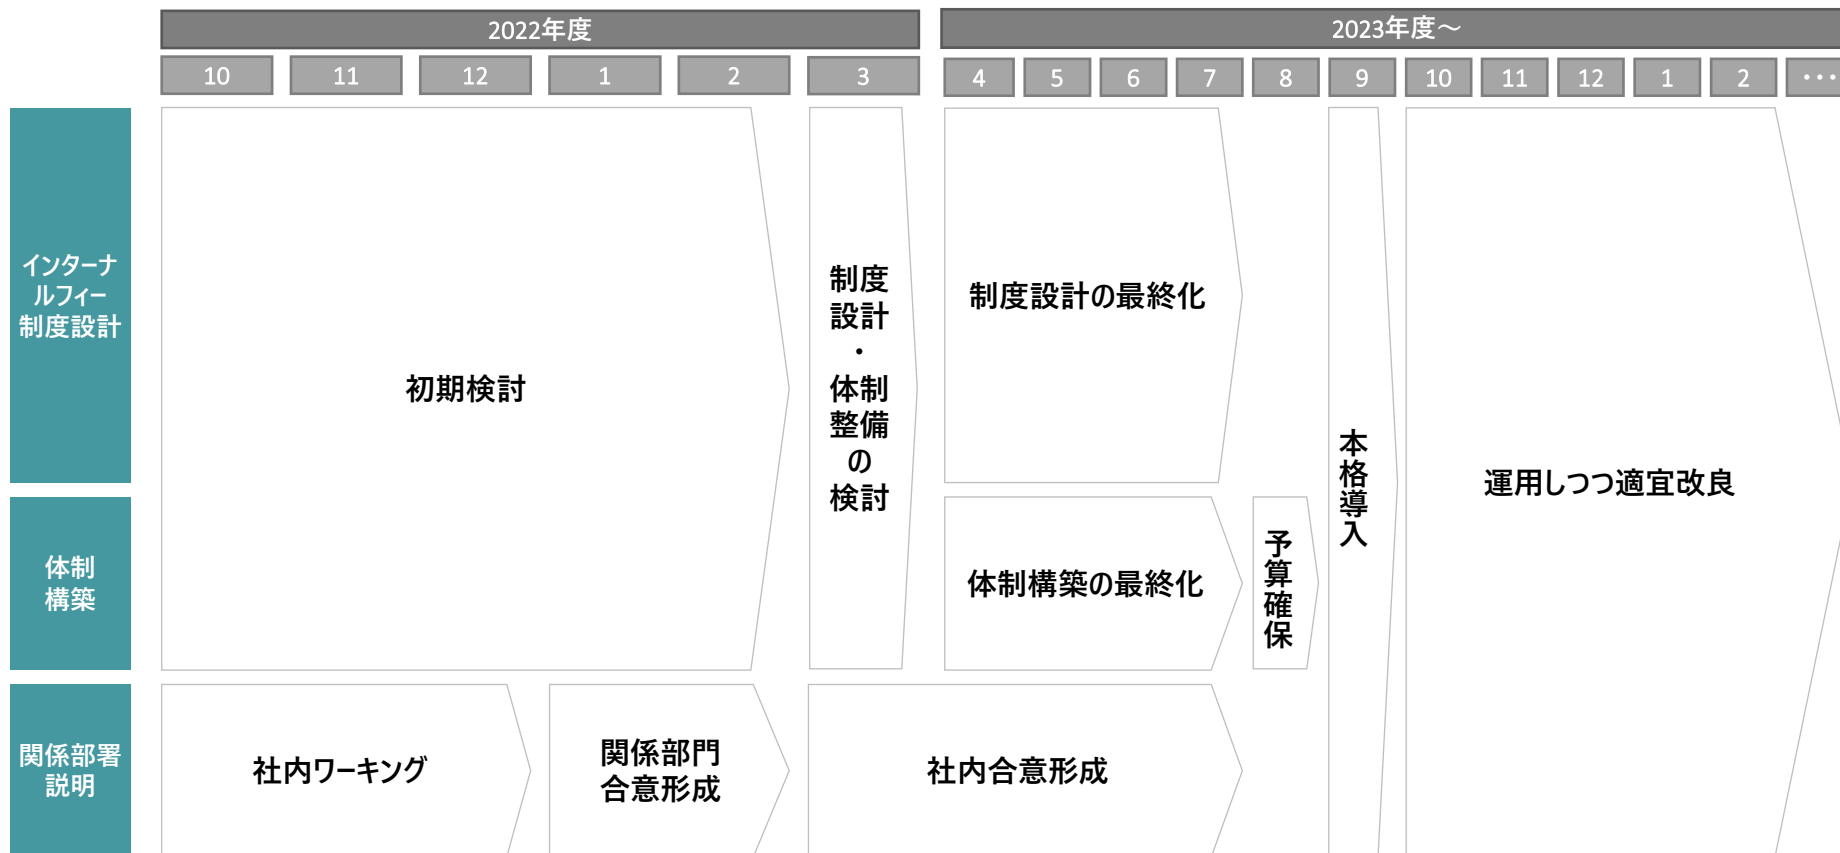 2022年度
2023年度～
10
11
12
1
2
3
4
5
6
7
8
9
10
11
12
1
2
・・・
インターナ
ルフィー
制度設計
初期検討
制度
設計
・
体制
整備
の
検討
制度設計の最終化
本格導入
運用しつつ適宜改良
体制
構築
体制構築の最終化
予算確保
関係部署
説明
社内ワーキング
関係部門
合意形成
社内合意形成